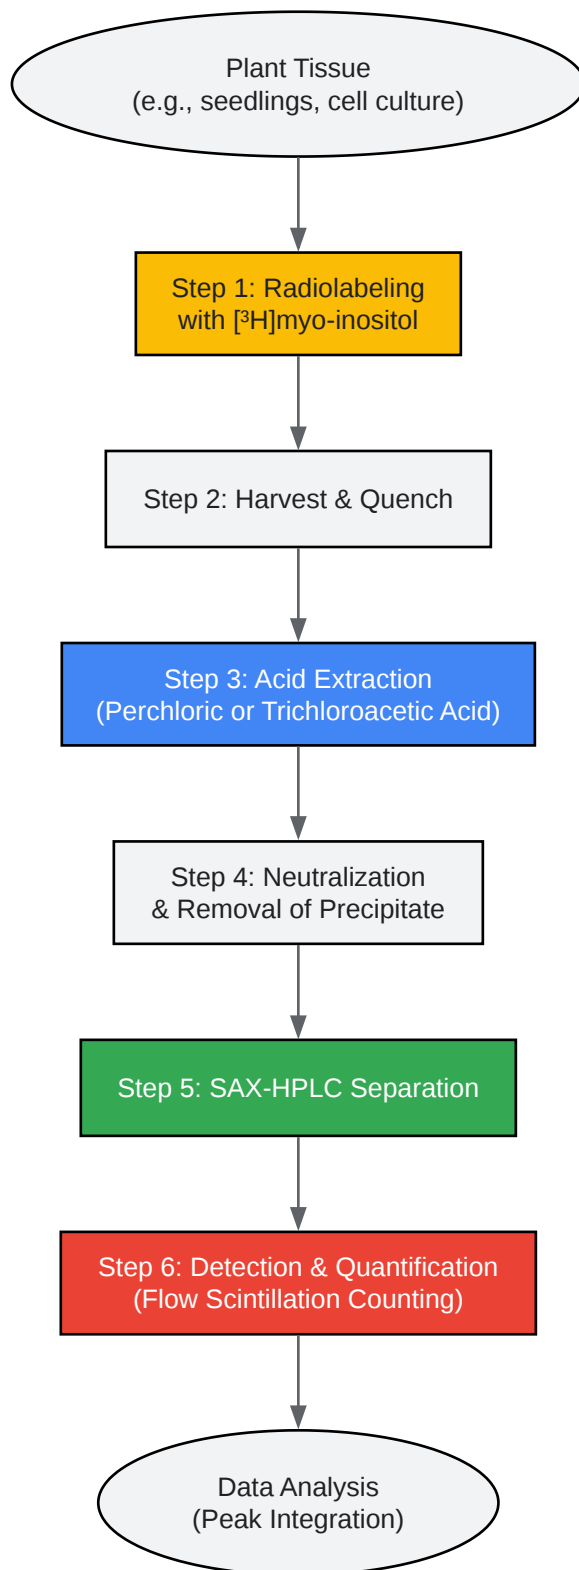 Plant Tissue
(e.g., seedlings, cell culture)
Step 1: Radiolabeling
with [³H]myo-inositol
Step 2: Harvest & Quench
Step 3: Acid Extraction
(Perchloric or Trichloroacetic Acid)
Step 4: Neutralization
& Removal of Precipitate
Step 5: SAX-HPLC Separation
Step 6: Detection & Quantification
(Flow Scintillation Counting)
Data Analysis
(Peak Integration)